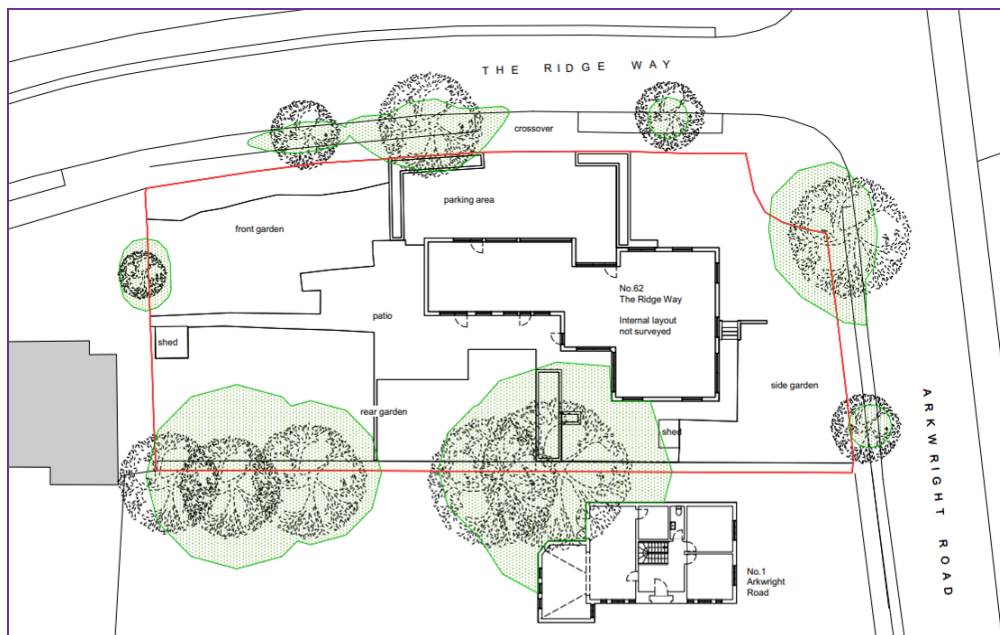 THE RIDGE WAY
crossover
parking area
front garden
No.62
The Ridge Way
Internal layout
not surveyed
patio
shed
side garden
rear garden
shed
ARKWRIGHT ROAD
No.1
Arkwright
Road